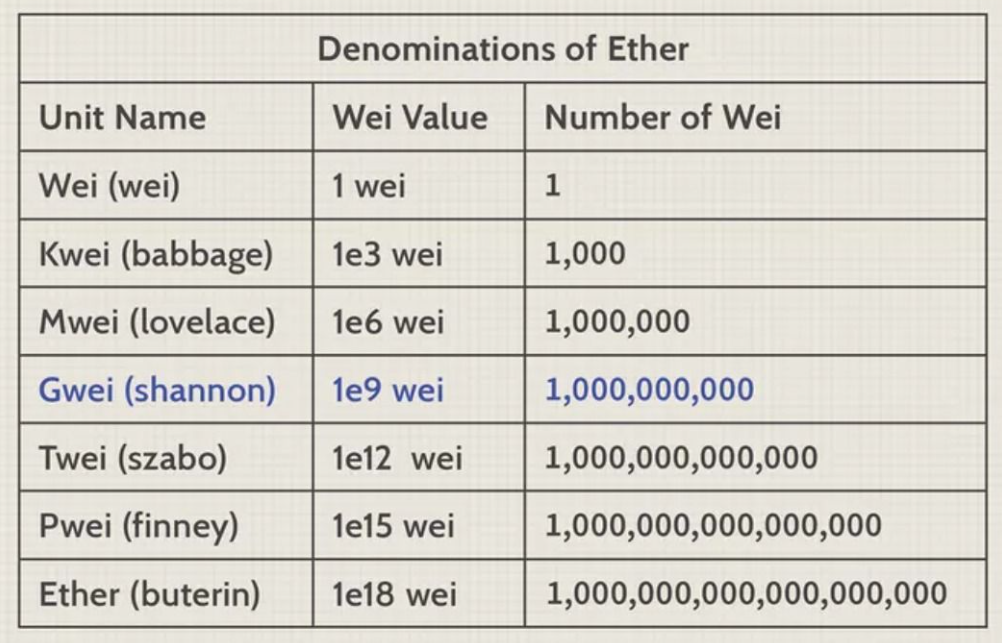 Denominations of Ether
Unit Name Wei Value Number of Wei
Wei (wei) 1 wei 1
Kwei (babbage) 1e3 wei 1,000
Mwei (lovelace) 1e6 wei 1,000,000
Gwei (shannon) 1e9 wei 1,000,000,000
Twei (szabo) 1e12 wei 1,000,000,000,000
Pwei (finney) 1e15 wei 1,000,000,000,000,000
Ether (buterin) 1e18 wei 1,000,000,000,000,000,000